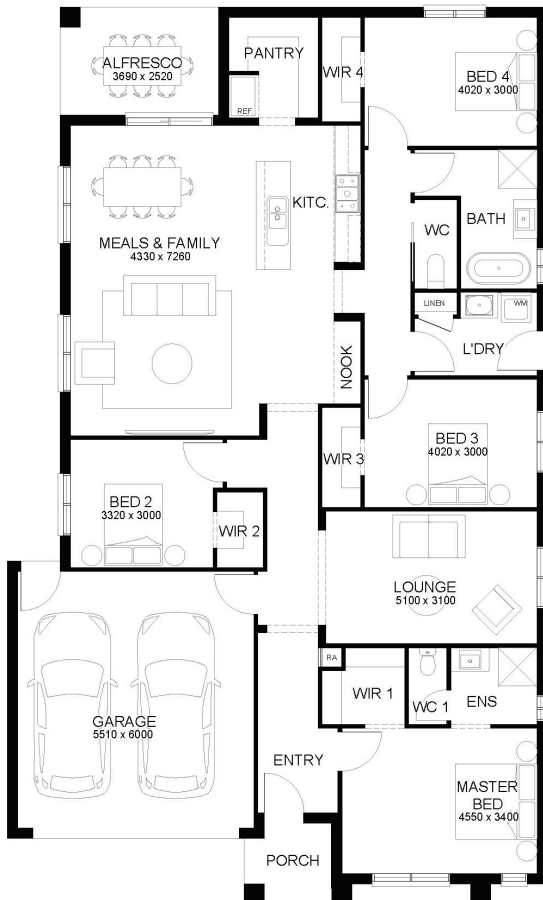 ALFRESCO
3690 x 2520
PANTRY
REF.
WIR 4
BED 4
4020 x 3000
KITC.
MEALS & FAMILY
4330 x 7260
WC
BATH
LINEN
WM
L'DRY
NOOK
WIR 3
BED 3
4020 x 3000
BED 2
3320 x 3000
WIR 2
LOUNGE
5100 x 3100
RA
WIR 1
WC 1
ENS
GARAGE
5510 x 6000
ENTRY
MASTER
BED
4550 x 3400
PORCH